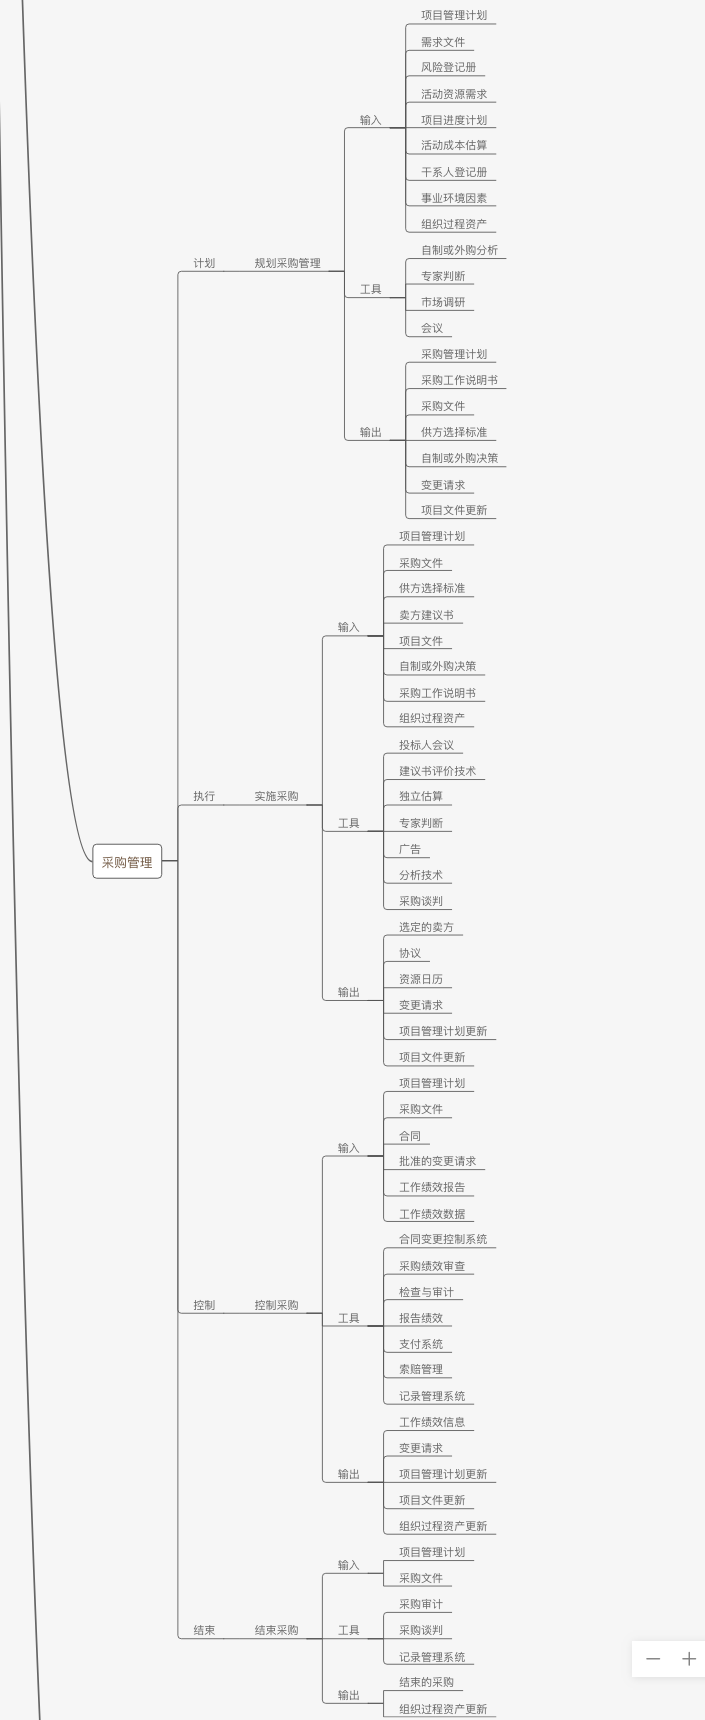 项目管理计划
需求文件
风险登记册
活动资源需求
输入
项目进度计划
活动成本估算
干系人登记册
事业环境因素
组织过程资产
自制或外购分析
计划
规划采购管理
专家判断
工具
市场调研
会议
采购管理计划
采购工作说明书
采购文件
输出
供方选择标准
自制或外购决策
变更请求
项目文件更新
项目管理计划
采购文件
供方选择标准
卖方建议书
输入
项目文件
自制或外购决策
采购工作说明书
组织过程资产
投标人会议
建议书评价技术
执行
实施采购
独立估算
工具
专家判断
广告
采购管理
分析技术
采购谈判
选定的卖方
协议
资源日历
输出
变更请求
项目管理计划更新
项目文件更新
项目管理计划
采购文件
合同
输入
批准的变更请求
工作绩效报告
工作绩效数据
合同变更控制系统
采购绩效审查
检查与审计
控制
控制采购
工具
报告绩效
支付系统
索赔管理
记录管理系统
工作绩效信息
变更请求
输出
项目管理计划更新
项目文件更新
组织过程资产更新
项目管理计划
输入
采购文件
采购审计
结束
结束采购
工具
采购谈判
记录管理系统
结束的采购
输出
组织过程资产更新